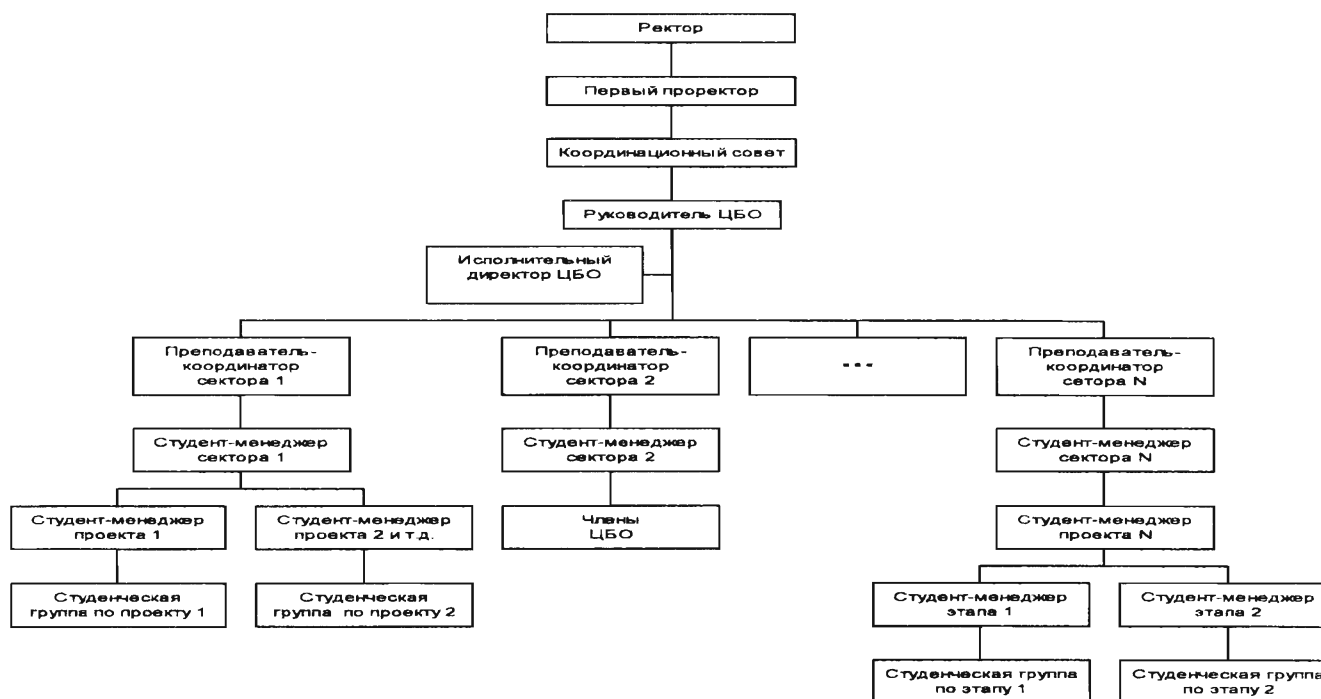 Ректор
Первый проректор
Координационный совет
Руководитель ЦБО
Исполнительный
директор ЦБО
Преподаватель-
координатор
сектора 1
Преподаватель-
координатор
сектора 2
...
Преподаватель-
координатор
сетора N
Студент-менеджер
сектора 1
Студент-менеджер
сектора 2
Студент-менеджер
сектора N
Студент-менеджер
проекта 1
Студент-менеджер
проекта 2 и т.д.
Члены
ЦБО
Студент-менеджер
проекта N
Студенческая
группа по проекту 1
Студенческая
группа по проекту 2
Студент-менеджер
этапа 1
Студент-менеджер
этапа 2
Студенческая группа
по этапу 1
Студенческая группа
по этапу 2